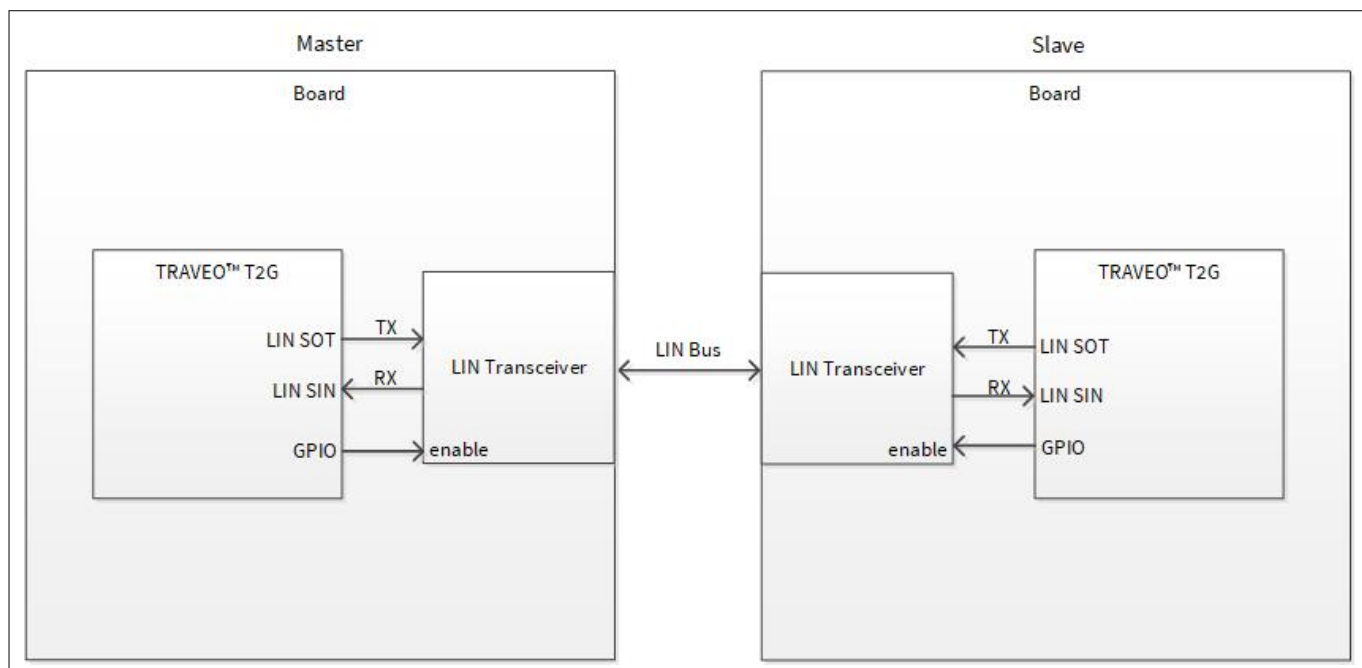 Master
Slave
Board
Board
TRAVEO™ T2G
LIN SOT
TX
LIN SIN
RX
GPIO
LIN Transceiver
enable
LIN Bus
LIN Transceiver
enable
TRAVEO™ T2G
TX
LIN SOT
RX
LIN SIN
GPIO